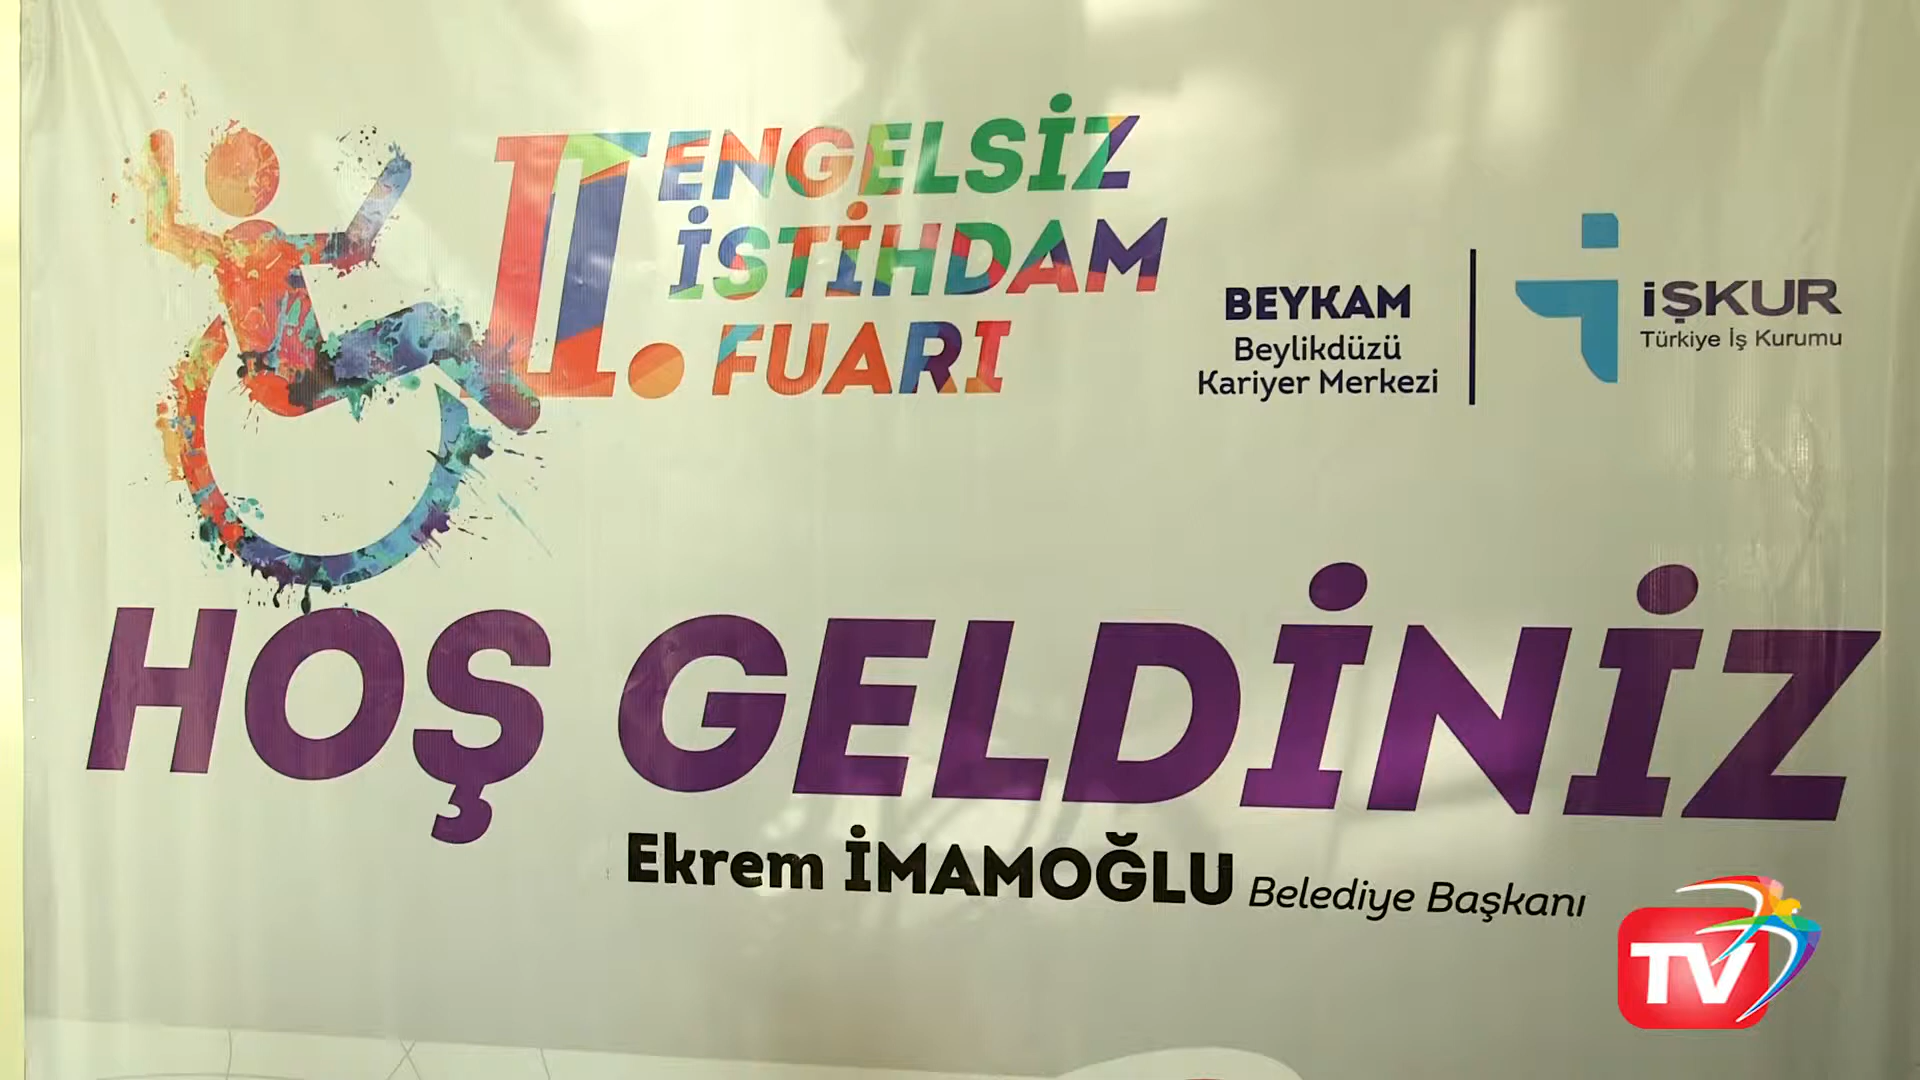 II. ENGELSİZ
İSTİHDAM
FUARI
BEYKAM
Beylikdüzü
Kariyer Merkezi
İŞKUR
Türkiye İş Kurumu
HOŞ GELDİNİZ
Ekrem İMAMOĞLU Belediye Başkanı
TV